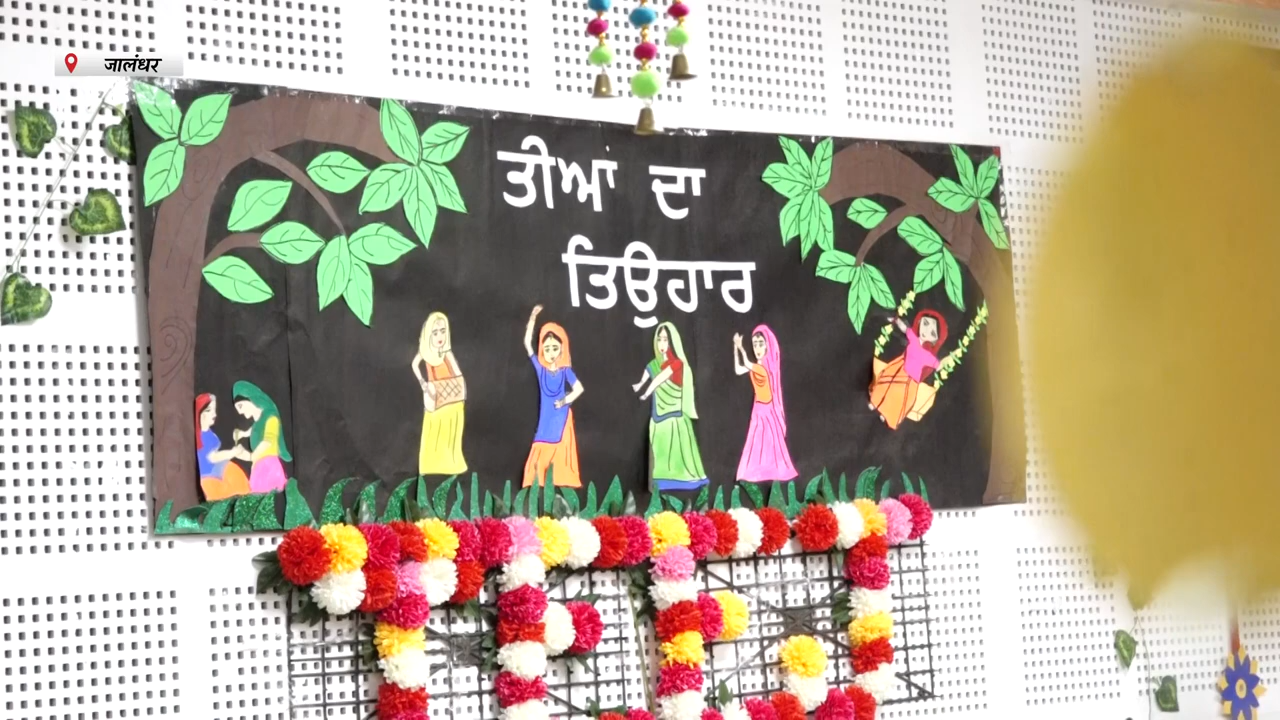 जालंधर
ਤੀਆਂ ਦਾ
ਤਿਉਹਾਰ